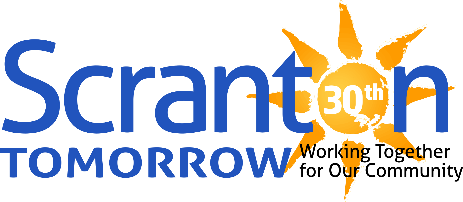 Scranton
30th
TOMORROW
Working Together
for Our Community